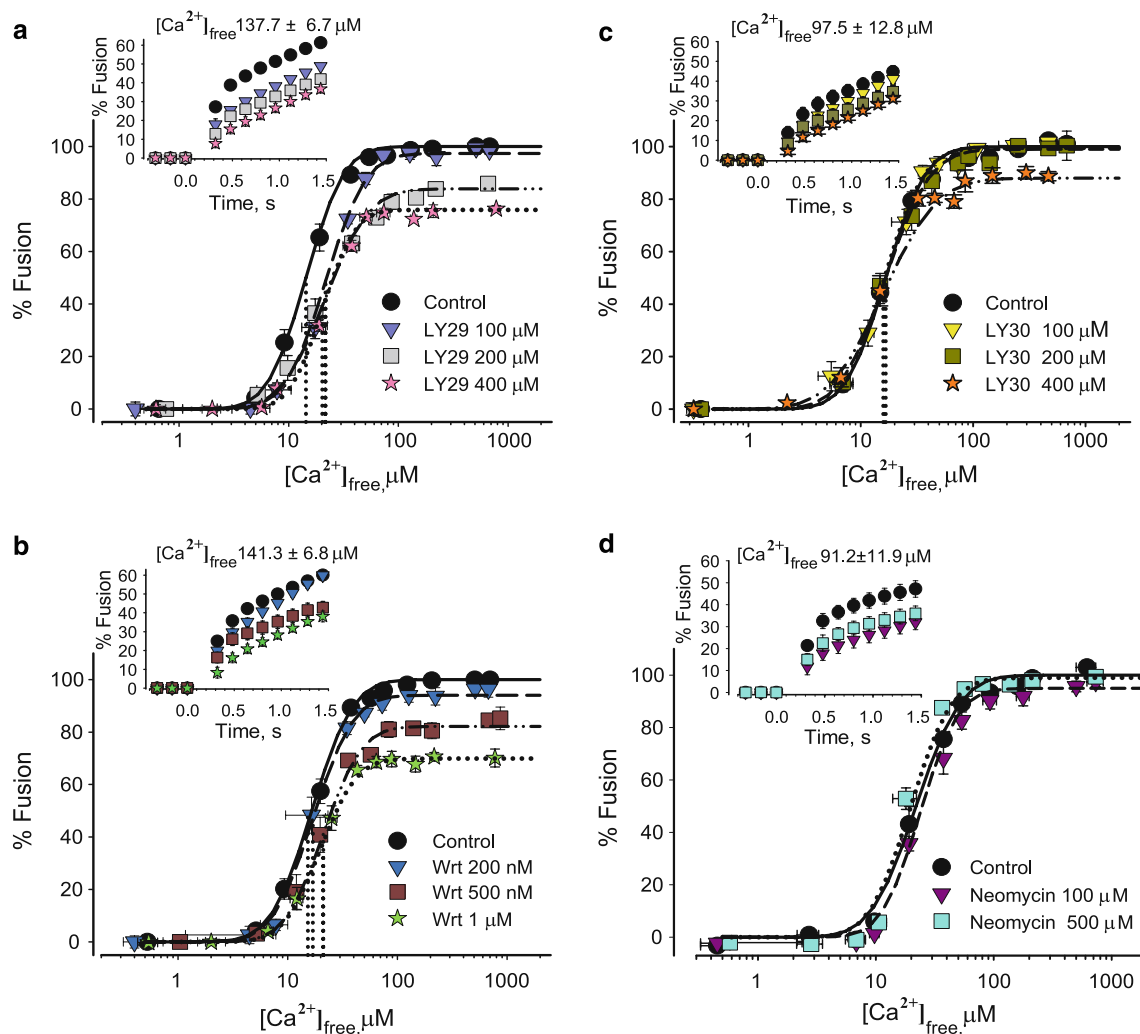 a
[Ca2+]free 137.7 ± 6.7 μM
% Fusion
60
50
40
30
20
10
0
0.0 0.5 1.0 1.5
Time, s
% Fusion
100
80
60
40
20
0
Control
LY29 100 μM
LY29 200 μM
LY29 400 μM
1 10 100 1000
[Ca2+]free, μM
c
[Ca2+]free 97.5 ± 12.8 μM
% Fusion
60
50
40
30
20
10
0
0.0 0.5 1.0 1.5
Time, s
% Fusion
100
80
60
40
20
0
Control
LY30 100 μM
LY30 200 μM
LY30 400 μM
1 10 100 1000
[Ca2+]free, μM
b
[Ca2+]free 141.3 ± 6.8 μM
% Fusion
60
50
40
30
20
10
0
0.0 0.5 1.0 1.5
Time, s
% Fusion
100
80
60
40
20
0
Control
Wrt 200 nM
Wrt 500 nM
Wrt 1 μM
1 10 100 1000
[Ca2+]free, μM
d
[Ca2+]free 91.2±11.9 μM
% Fusion
60
50
40
30
20
10
0
0.0 0.5 1.0 1.5
Time, s
% Fusion
100
80
60
40
20
0
Control
Neomycin 100 μM
Neomycin 500 μM
1 10 100 1000
[Ca2+]free, μM